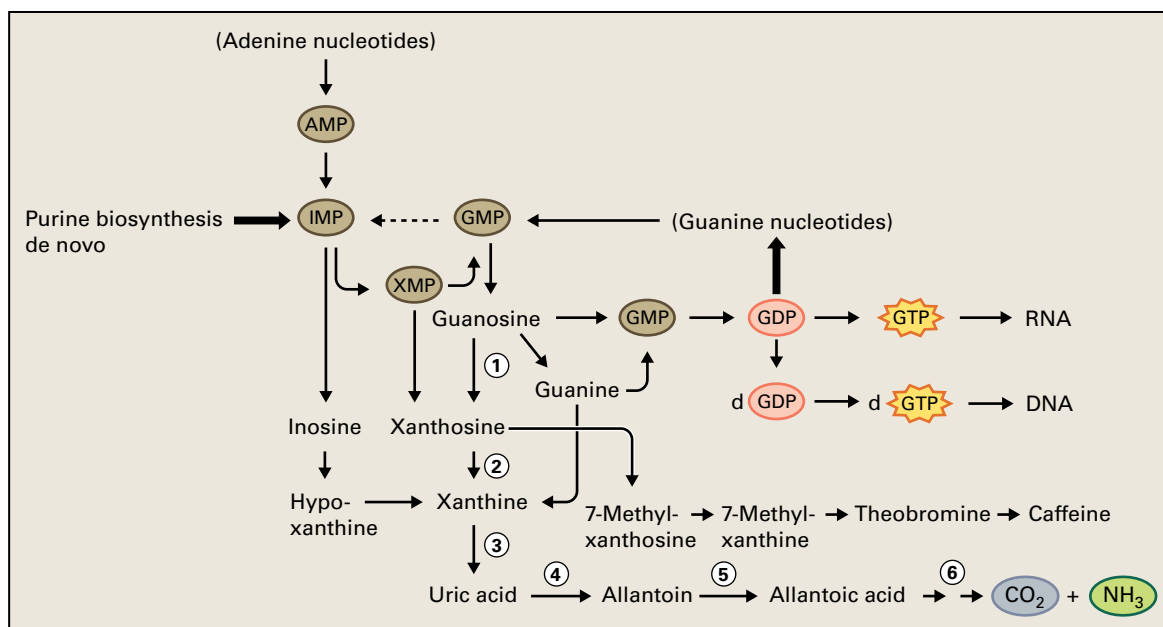 (Adenine nucleotides)
AMP
Purine biosynthesis
de novo
IMP
GMP
(Guanine nucleotides)
XMP
Guanosine
GMP
GDP
GTP
RNA
1
Guanine
d GDP
d GTP
DNA
Inosine
Xanthosine
2
Hypo-
xanthine
Xanthine
7-Methyl-
xanthosine
7-Methyl-
xanthine
Theobromine
Caffeine
3
Uric acid
4
Allantoin
5
Allantoic acid
6
CO₂ + NH₃